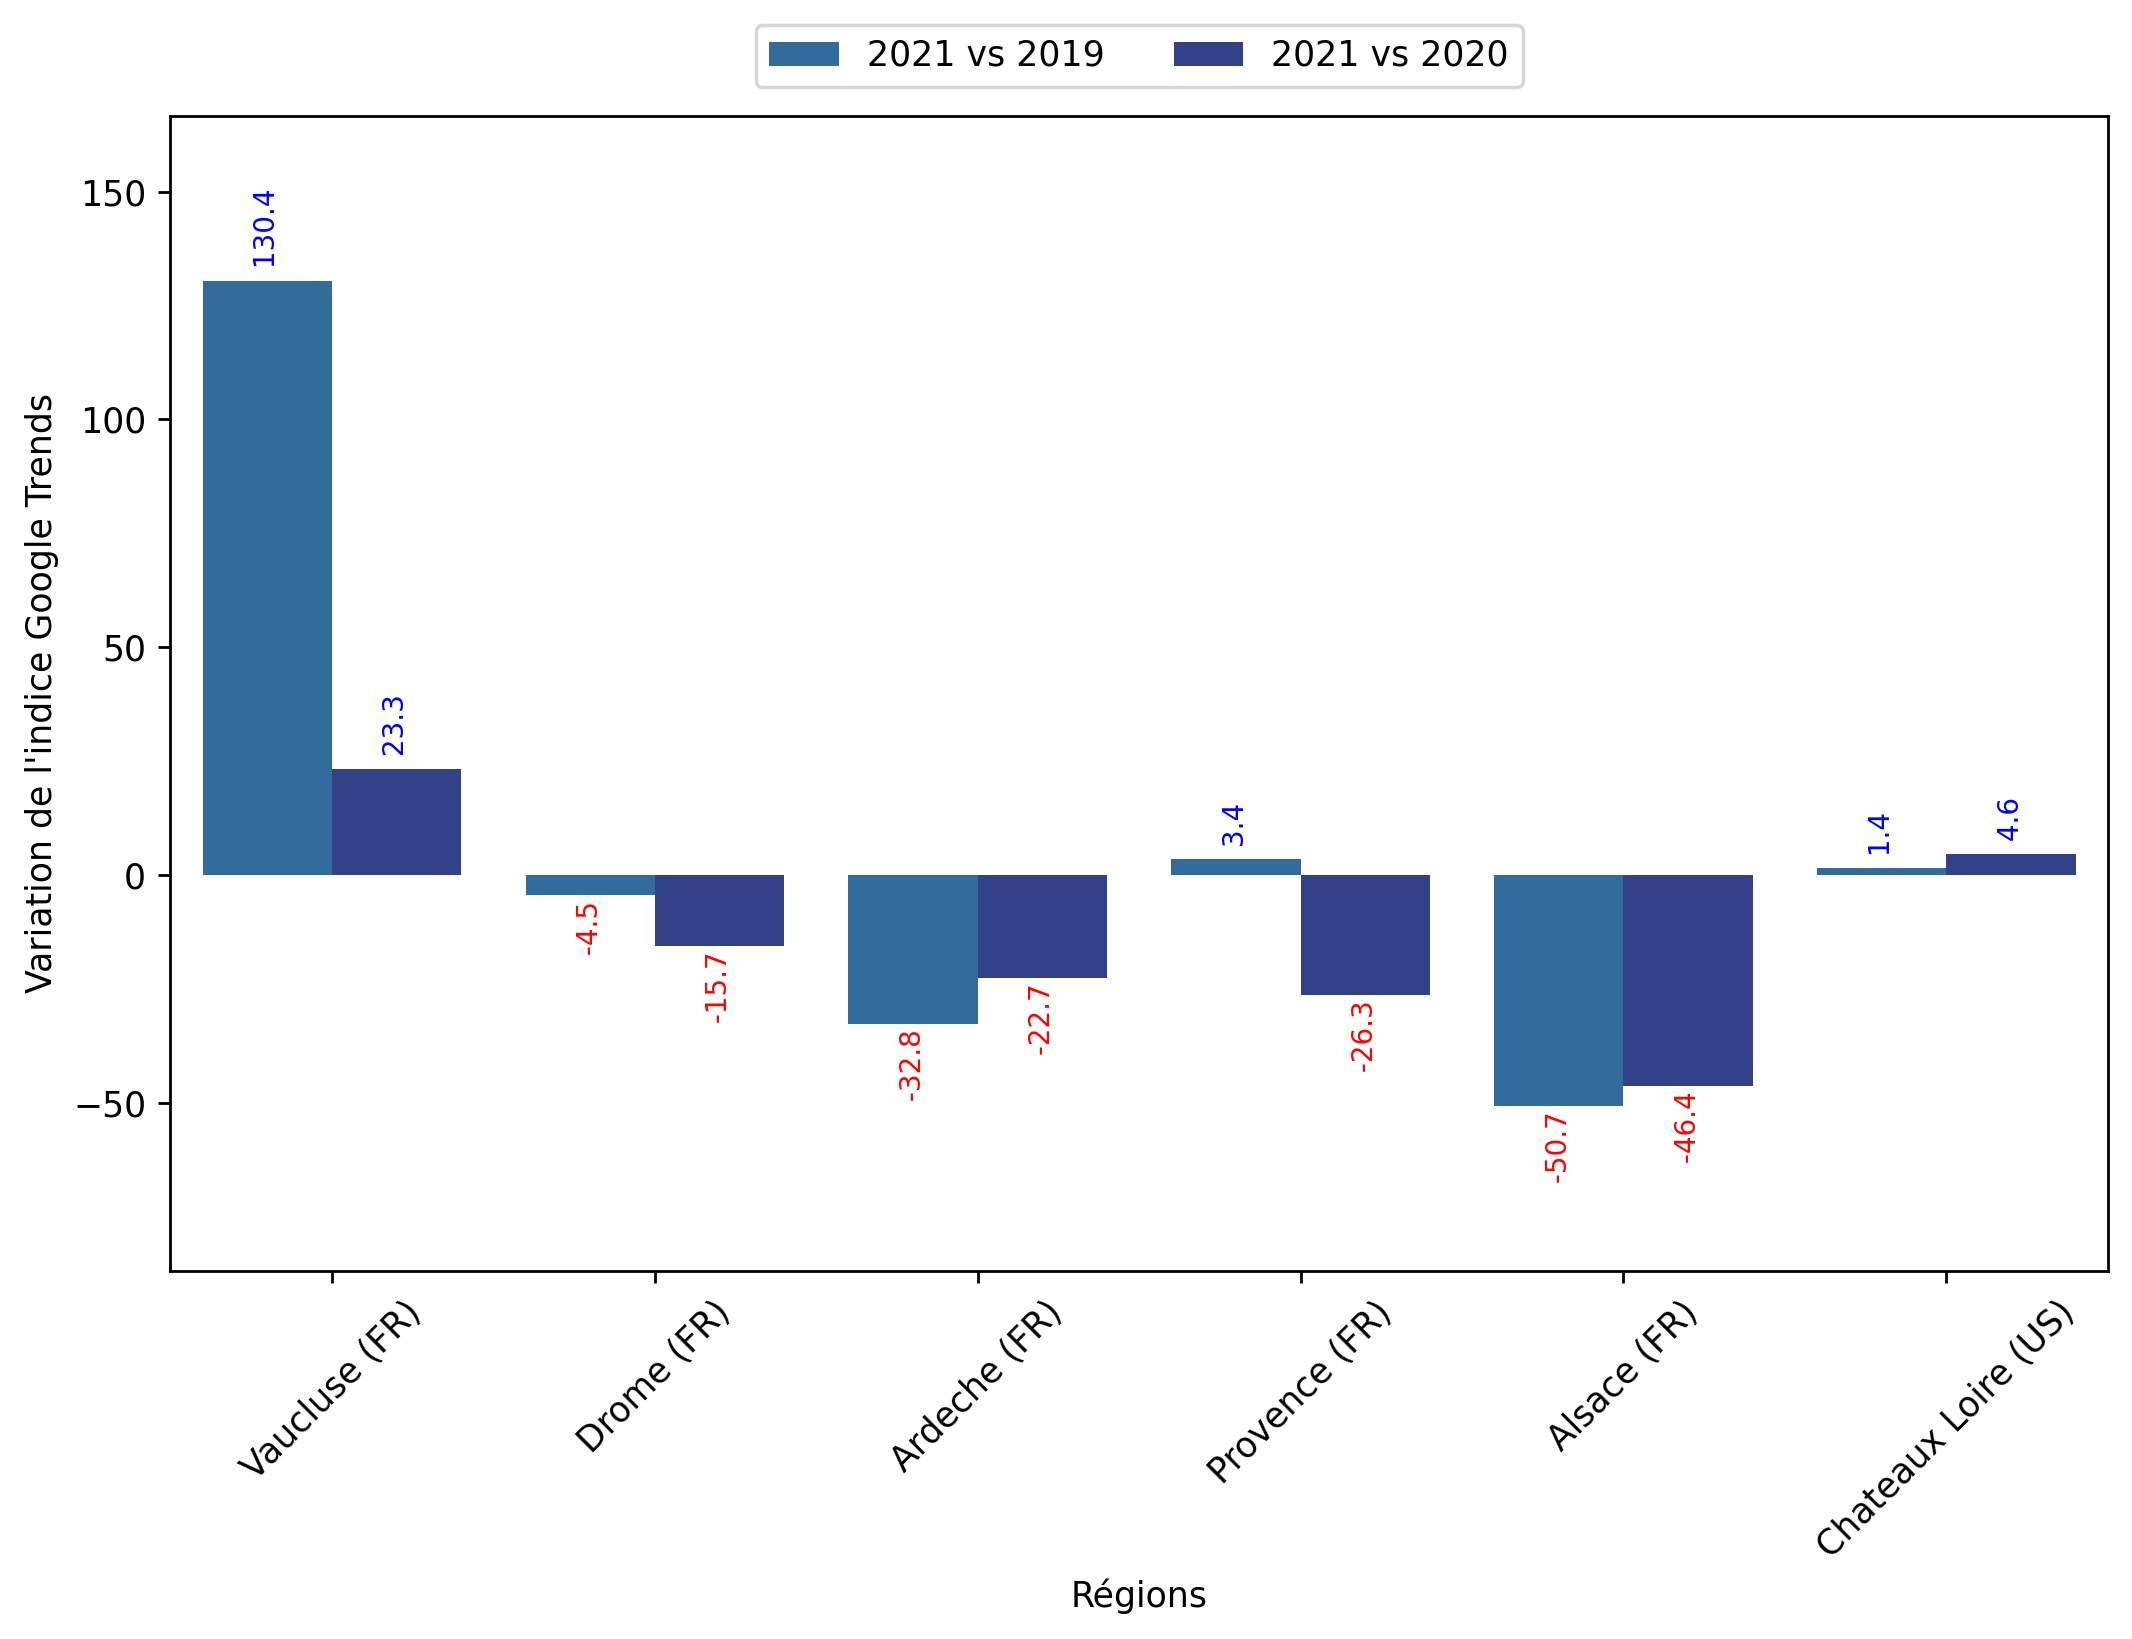 2021 vs 2019
2021 vs 2020
Variation de l'indice Google Trends
150
100
50
0
−50
130.4
23.3
-4.5
-15.7
-32.8
-22.7
3.4
-26.3
-50.7
-46.4
1.4
4.6
Vaucluse (FR)
Drome (FR)
Ardeche (FR)
Provence (FR)
Alsace (FR)
Chateaux Loire (US)
Régions